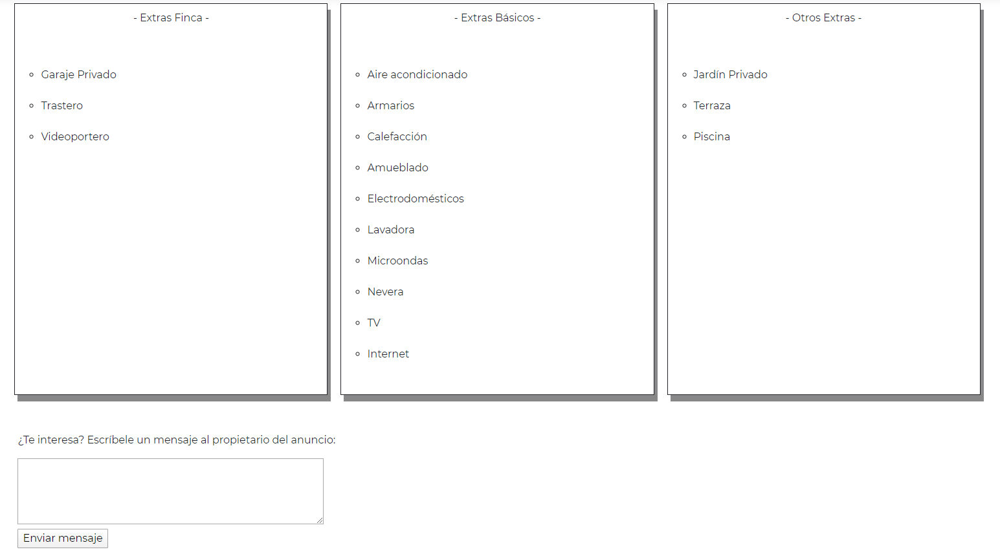 - Extras Finca -
Garaje Privado
Trastero
Videoportero
- Extras Básicos -
Aire acondicionado
Armarios
Calefacción
Amueblado
Electrodomésticos
Lavadora
Microondas
Nevera
TV
Internet
- Otros Extras -
Jardín Privado
Terraza
Piscina
¿Te interesa? Escríbele un mensaje al propietario del anuncio:
Enviar mensaje